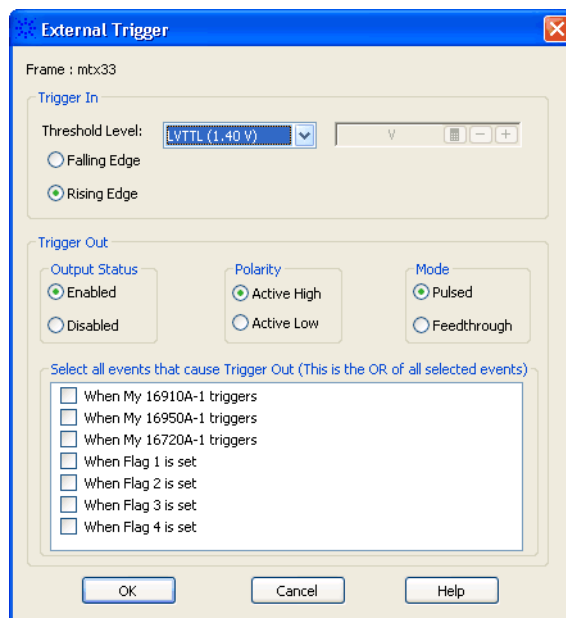 External Trigger
Frame : mtx33
Trigger In
Threshold Level:
LVTTL (1.40 V)
V
Falling Edge
Rising Edge
Trigger Out
Output Status
Enabled
Disabled
Polarity
Active High
Active Low
Mode
Pulsed
Feedthrough
Select all events that cause Trigger Out (This is the OR of all selected events)
When My 16910A-1 triggers
When My 16950A-1 triggers
When My 16720A-1 triggers
When Flag 1 is set
When Flag 2 is set
When Flag 3 is set
When Flag 4 is set
OK
Cancel
Help